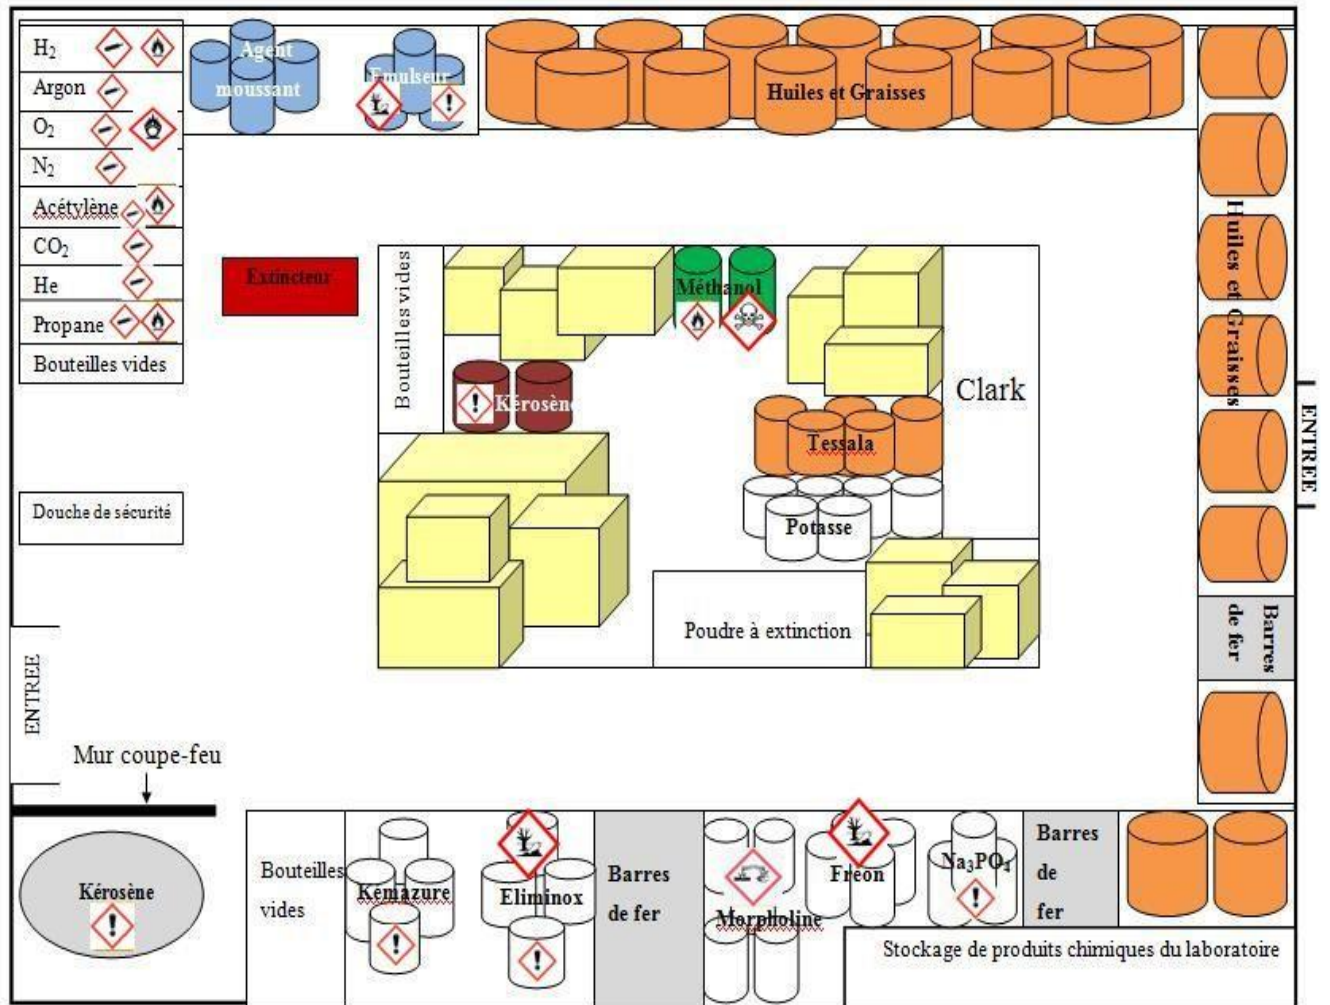 H2
Argon
O2
N2
Acétylène
CO2
He
Propane
Bouteilles vides
Agent
moussant
Emulseur
Huiles et Graisses
Huiles et Graisses
ENTREE
Extincteur
Bouteilles vides
Méthanol
Clark
Kérosène
Tessala
Potasse
Poudre à extinction
Douche de sécurité
ENTREE
Barres
de fer
Mur coupe-feu
Kérosène
Bouteilles
vides
Kémazure
Eliminox
Barres
de fer
Morpholine
Fréon
Na3PO4
Barres
de
fer
Stockage de produits chimiques du laboratoire